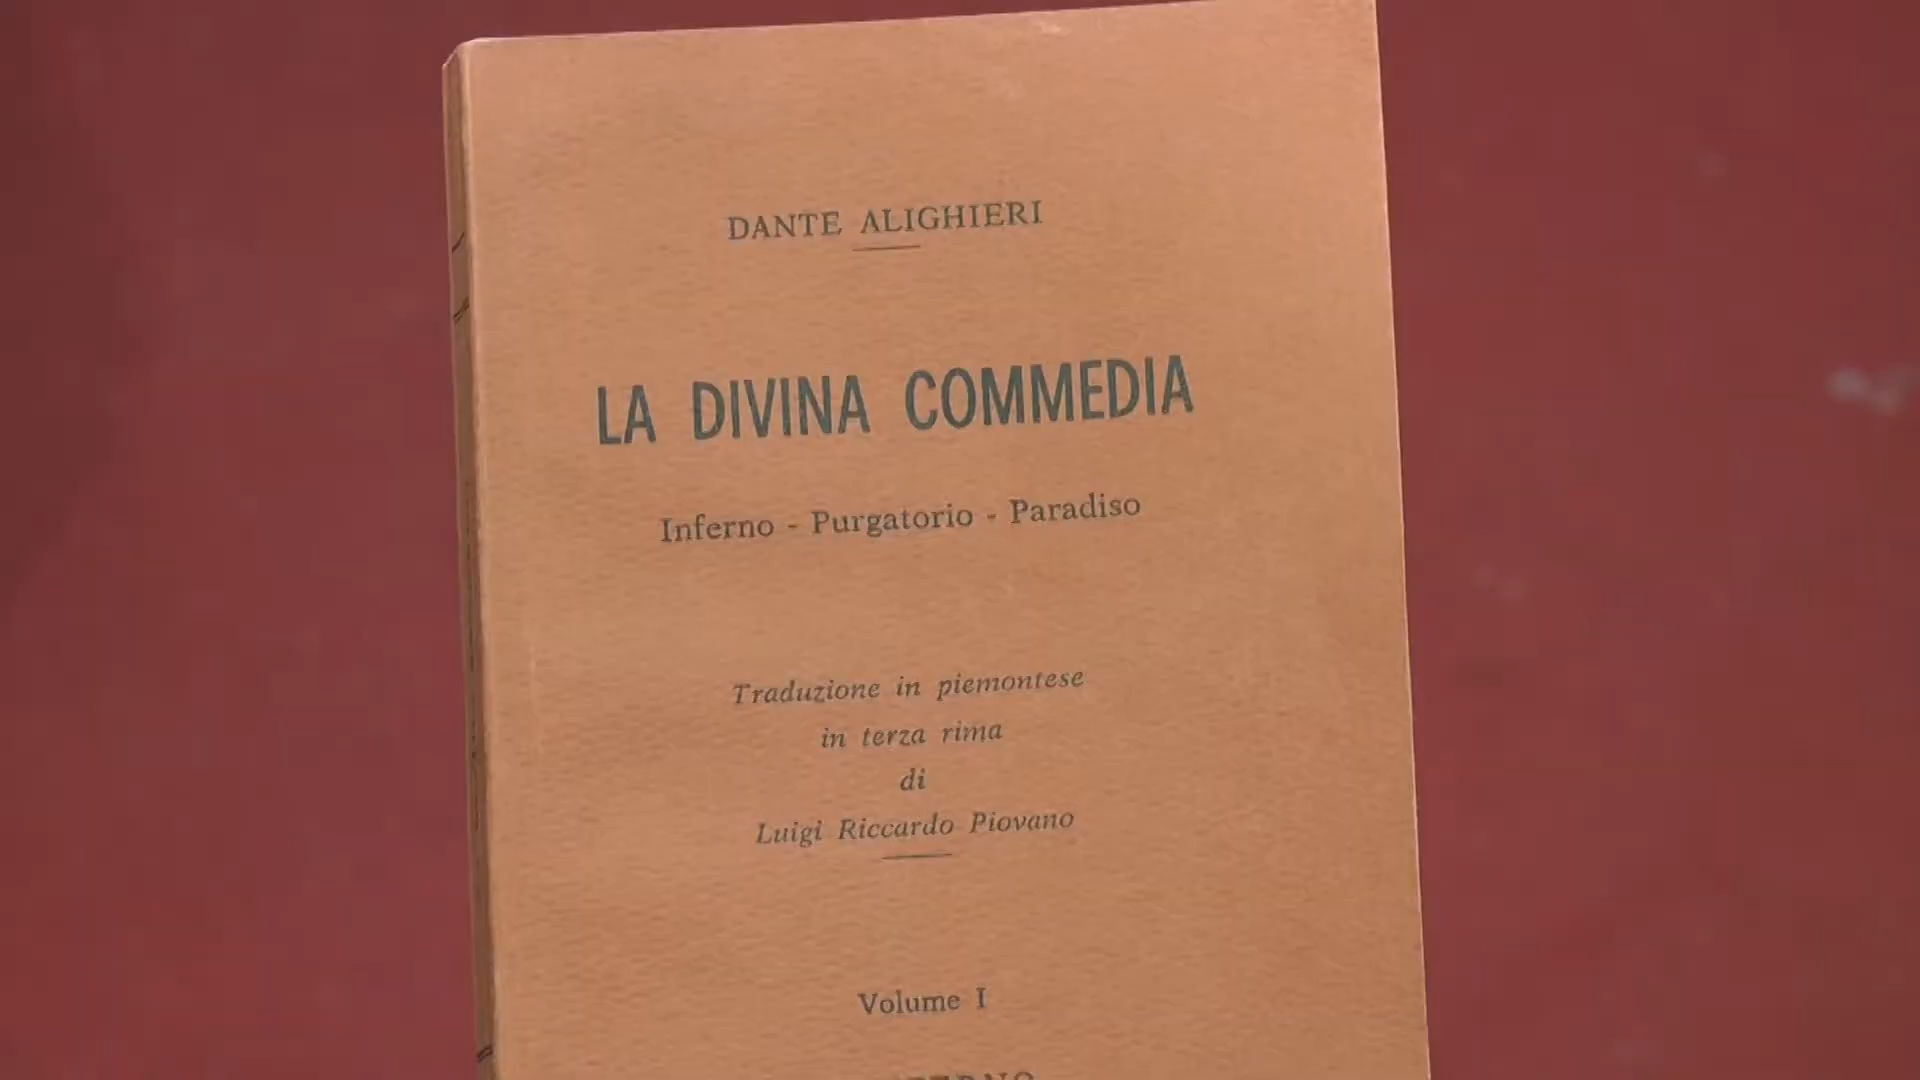 DANTE ALIGHIERI
LA DIVINA COMMEDIA
Inferno - Purgatorio - Paradiso
Traduzione in piemontese
in terza rima
di
Luigi Riccardo Piovano
Volume I